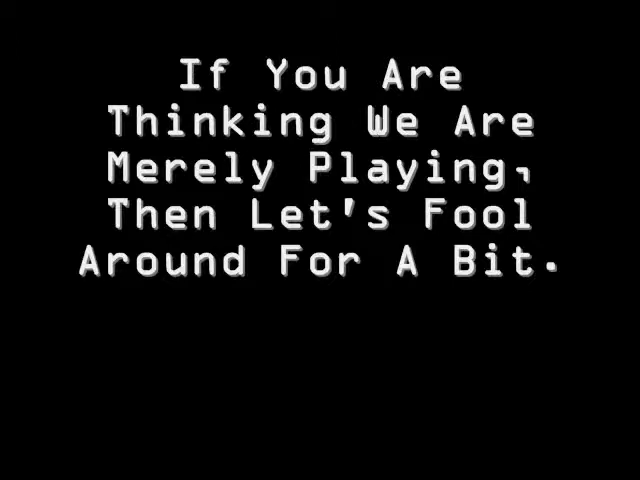 If You Are
Thinking We Are
Merely Playing,
Then Let's Fool
Around For A Bit.